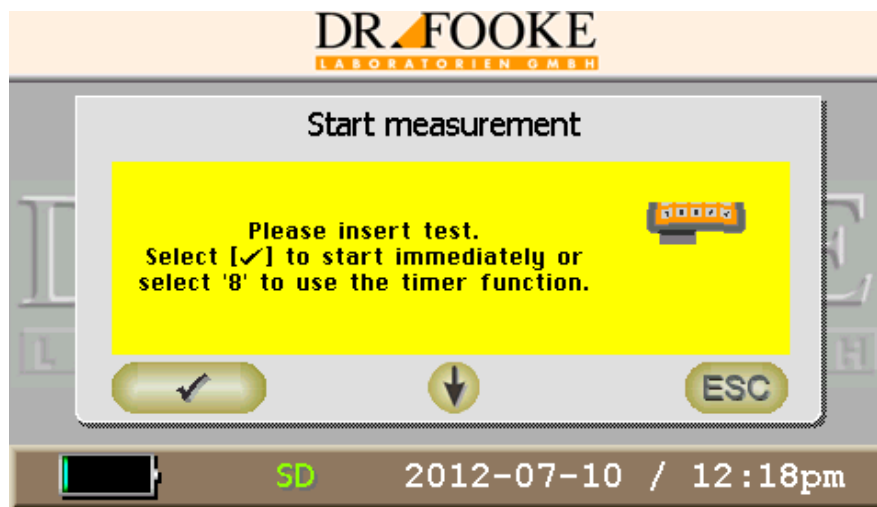 DR FOOKE
LABORATORIEN GMBH
Start measurement
Please insert test.
Select [✓] to start immediately or
select '8' to use the timer function.
ESC
SD 2012-07-10 / 12:18pm